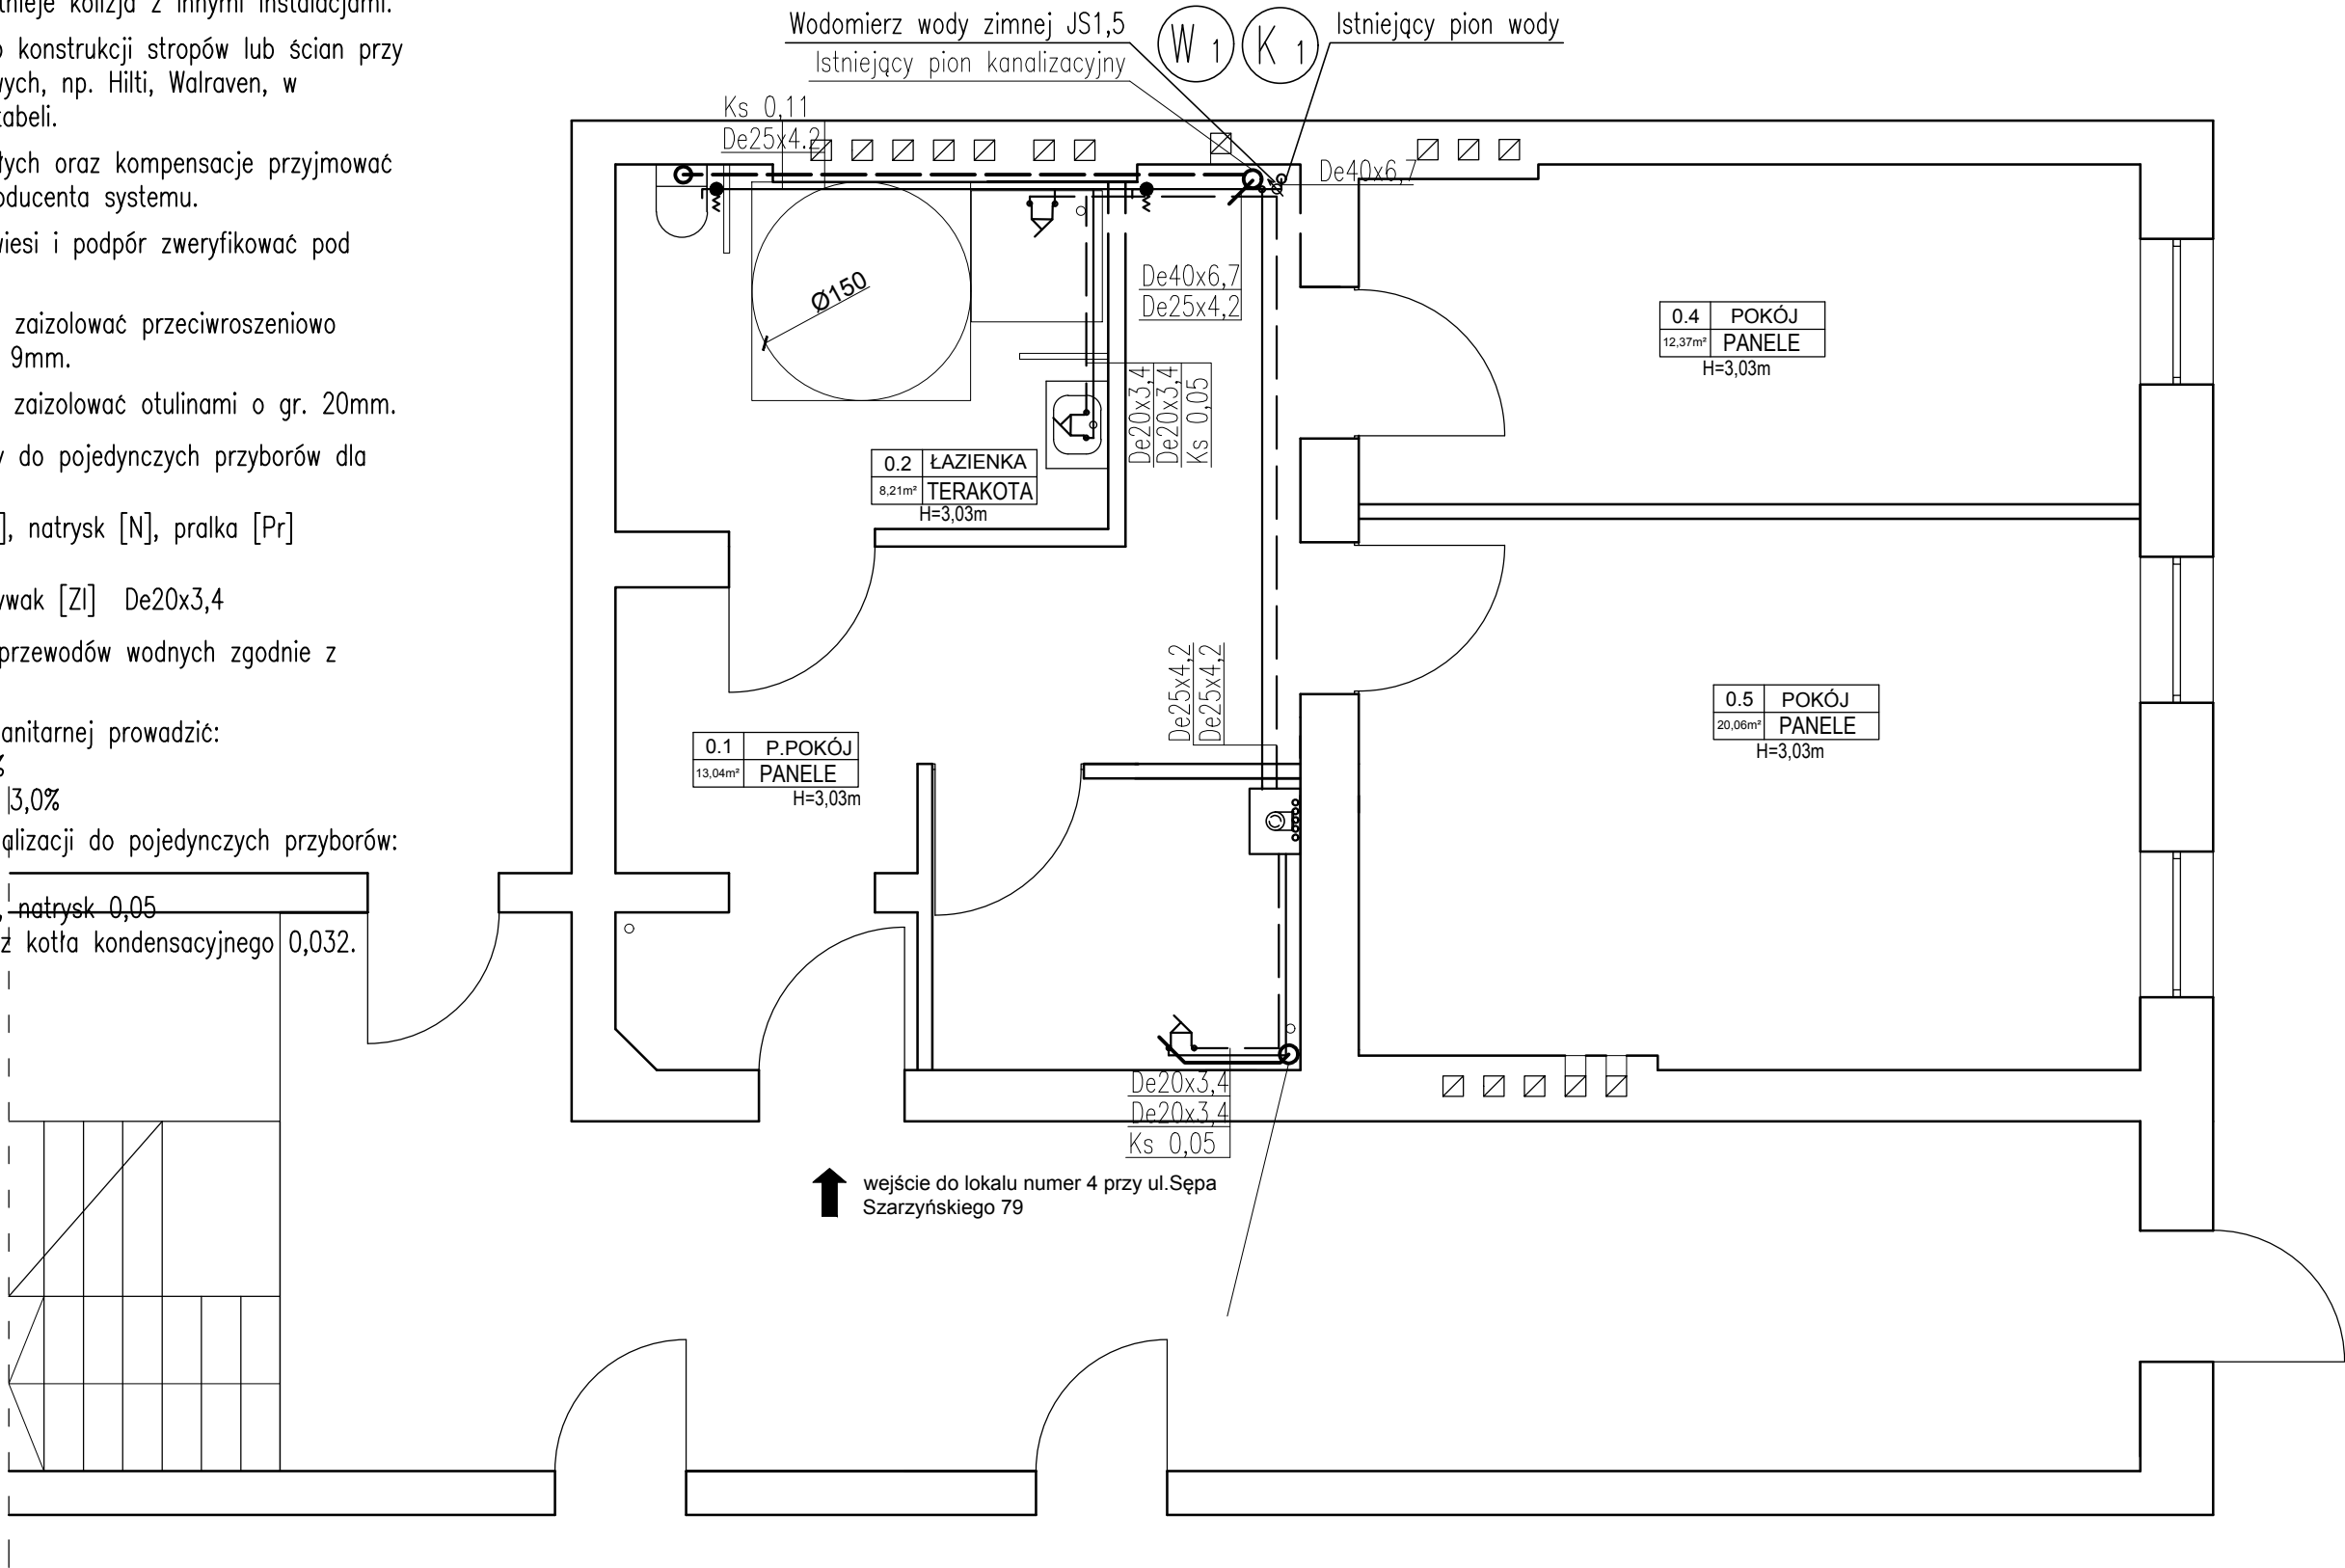 tnieje kolizja z innymi instalacjami.
o konstrukcji stropów lub ścian przy
wych, np. Hilti, Walraven, w
tabeli.
łych oraz kompensacje przyjmować
oducenta systemu.
wiesi i podpór zweryfikować pod
zaizolować przeciwroszeniowo
9mm.
zaizolować otulinami o gr. 20mm.
y do pojedynczych przyborów dla
], natrysk [N], pralka [Pr]
ywak [Zl] De20x3,4
przewodów wodnych zgodnie z
anitarnej prowadzić:
%
3,0%
alizacji do pojedynczych przyborów:
, natrysk 0,05
z kotła kondensacyjnego 0,032.
Wodomierz wody zimnej JS1,5
Istniejący pion kanalizacyjny
W 1
K 1
Istniejący pion wody
Ks 0,11
De25x4.2
De40x6,7
Ø150
De40x6,7
De25x4,2
De20x3,4
De20x3,4
Ks 0,05
0.4 POKÓJ
12,37m² PANELE
H=3,03m
0.2 ŁAZIENKA
8,21m² TERAKOTA
H=3,03m
De25x4,2
De25x4,2
0.1 P.POKÓJ
13,04m² PANELE
H=3,03m
0.5 POKÓJ
20,06m² PANELE
H=3,03m
De20x3,4
De20x3,4
Ks 0,05
wejście do lokalu numer 4 przy ul.Sępa
Szarzyńskiego 79